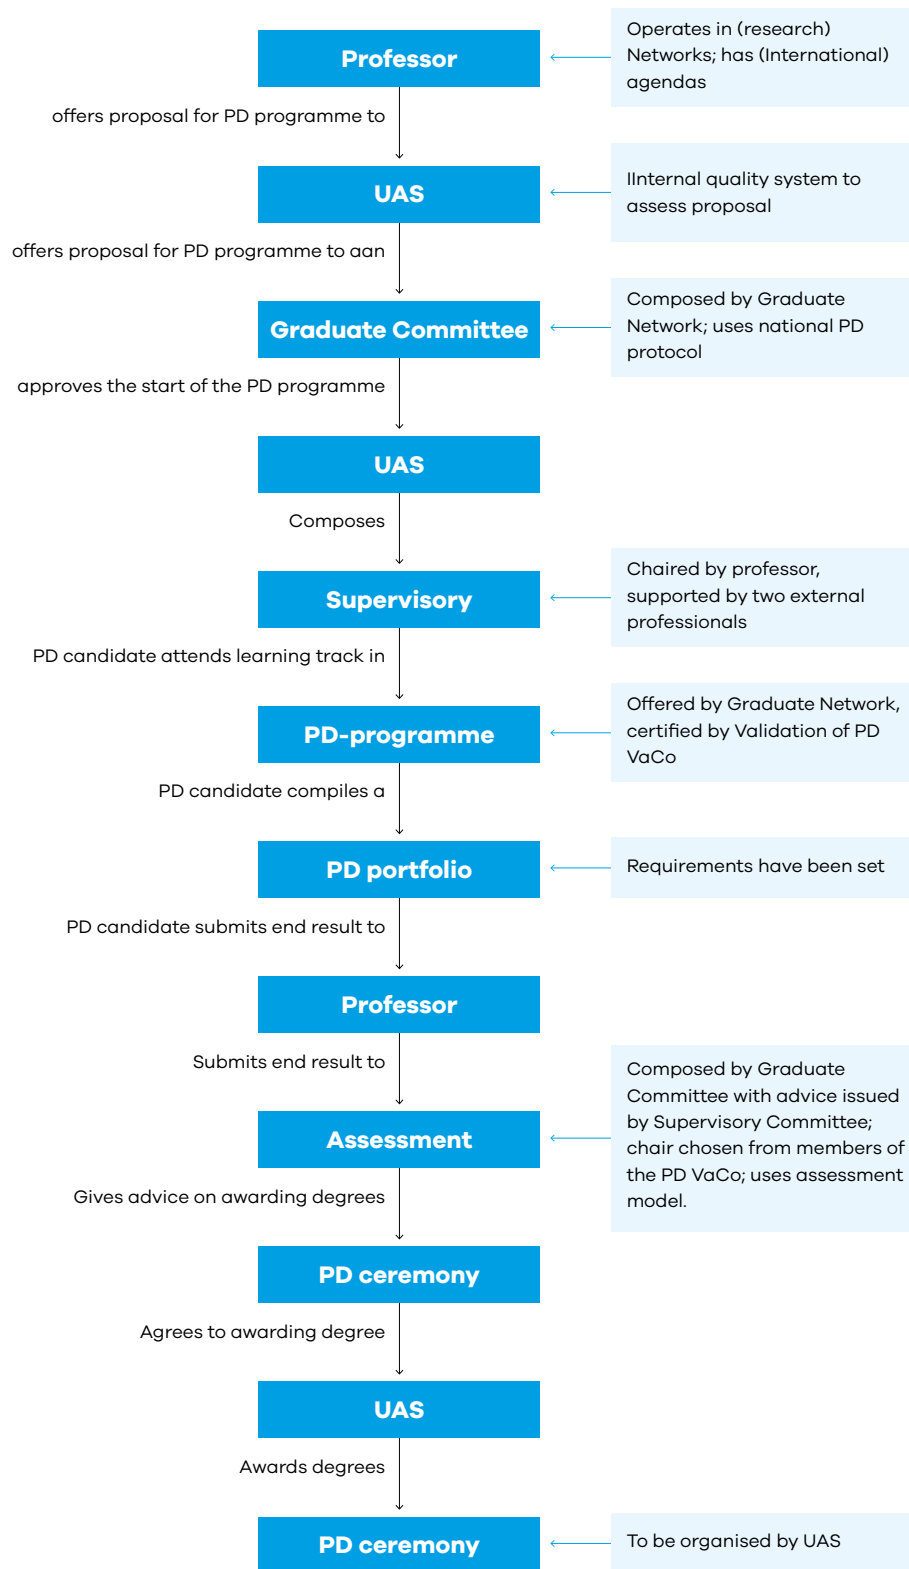 Professor
Operates in (research)
Networks; has (International)
agendas
offers proposal for PD programme to
UAS
IInternal quality system to
assess proposal
offers proposal for PD programme to aan
Graduate Committee
Composed by Graduate
Network; uses national PD
protocol
approves the start of the PD programme
UAS
Composes
Supervisory
Chaired by professor,
supported by two external
professionals
PD candidate attends learning track in
PD-programme
Offered by Graduate Network,
certified by Validation of PD
VaCo
PD candidate compiles a
PD portfolio
Requirements have been set
PD candidate submits end result to
Professor
Submits end result to
Assessment
Composed by Graduate
Committee with advice issued
by Supervisory Committee;
chair chosen from members of
the PD VaCo; uses assessment
model.
Gives advice on awarding degrees
PD ceremony
Agrees to awarding degree
UAS
Awards degrees
PD ceremony
To be organised by UAS